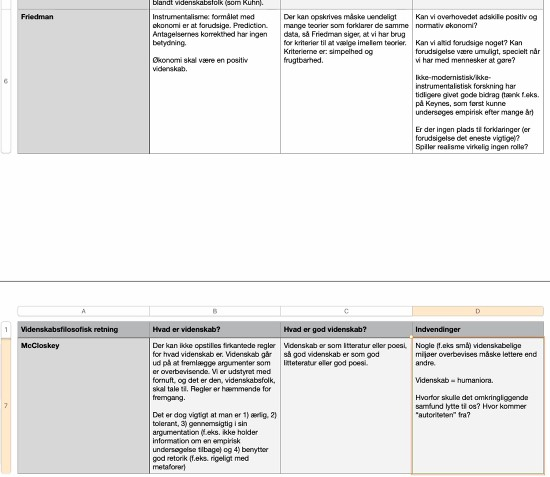 blandt videnskabsfolk (som Kuhn).
6
Friedman
Instrumentalisme: formålet med
økonomi er at forudsige. Prediction.
Antagelsernes korrekthed har ingen
betydning.
Økonomi skal være en positiv
videnskab.
Der kan opskrives måske uendeligt
mange teorier som forklarer de samme
data, så Friedman siger, at vi har brug
for kriterier til at vælge imellem teorier.
Kriterierne er: simpelhed og
frugtbarhed.
Kan vi overhovedet adskille positiv og
normativ økonomi?
Kan vi altid forudsige noget? Kan
forudsigelse være umuligt, specielt når
vi har med mennesker at gøre?
Ikke-modernistisk/ikke-
instrumentalistisk forskning har
tidligere givet gode bidrag (tænk f.eks.
på Keynes, som først kunne
undersøges empirisk efter mange år)
Er der ingen plads til forklaringer (er
forudsigelse det eneste vigtige)?
Spiller realisme virkelig ingen rolle?
A
B
C
D
1
Videnskabsfilosofisk retning
Hvad er videnskab?
Hvad er god videnskab?
Indvendinger
7
McCloskey
Der kan ikke opstilles firkantede regler
for hvad videnskab er. Videnskab går
ud på at fremlægge argumenter som
er overbevisende. Vi er udstyret med
fornuft, og det er den, videnskabsfolk,
skal tale til. Regler er hæmmende for
fremgang.
Det er dog vigtigt at man er 1) ærlig, 2)
tolerant, 3) gennemsigtig i sin
argumentation (f.eks. ikke holder
information om en empirisk
undersøgelse tilbage) og 4) benytter
god retorik (f.eks. rigeligt med
metaforer)
Videnskab er som litteratur eller poesi,
så god videnskab er som god
litteteratur eller god poesi.
Nogle (f.eks små) videnskabelige
miljøer overbevises måske lettere end
andre.
Videnskab = humaniora.
Hvorfor skulle det omkringliggende
samfund lytte til os? Hvor kommer
"autoriteten" fra?